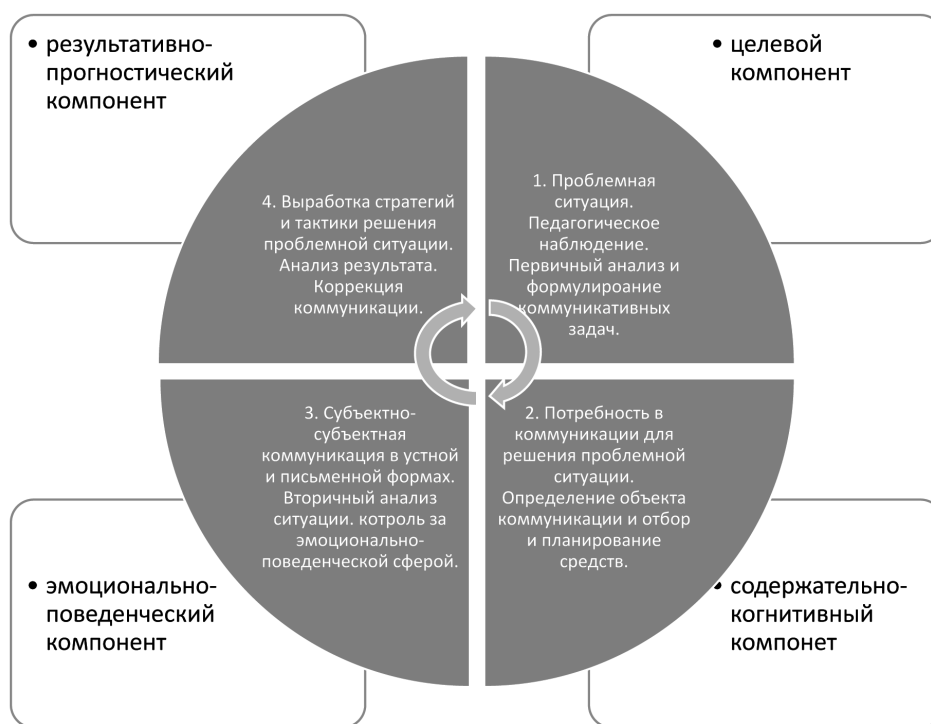 • результативно-
прогностический
компонент
• целевой
компонент
4. Выработка стратегий
и тактики решения
проблемной ситуации.
Анализ результата.
Коррекция
коммуникации.
1. Проблемная
ситуация.
Педагогическое
наблюдение.
Первичный анализ и
формулироание
коммуникативных
задач.
3. Субъектно-
субъектная
коммуникация в устной
и письменной формах.
Вторичный анализ
ситуации. котроль за
эмоционально-
поведенческой сферой.
2. Потребность в
коммуникации для
решения проблемной
ситуации.
Определение объекта
коммуникации и отбор
и планирование
средств.
• эмоционально-
поведенческий
компонент
• содержательно-
когнитивный
компонет